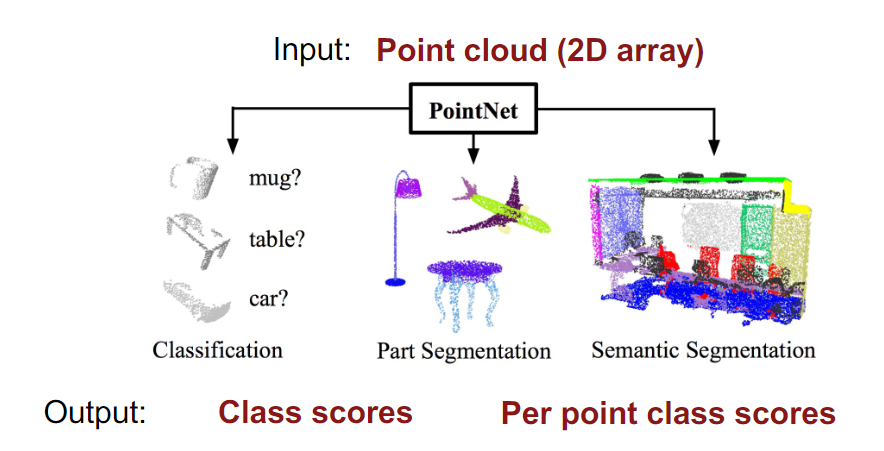 Input: Point cloud (2D array)
PointNet
mug?
table?
car?
Classification
Part Segmentation
Semantic Segmentation
Output: Class scores Per point class scores